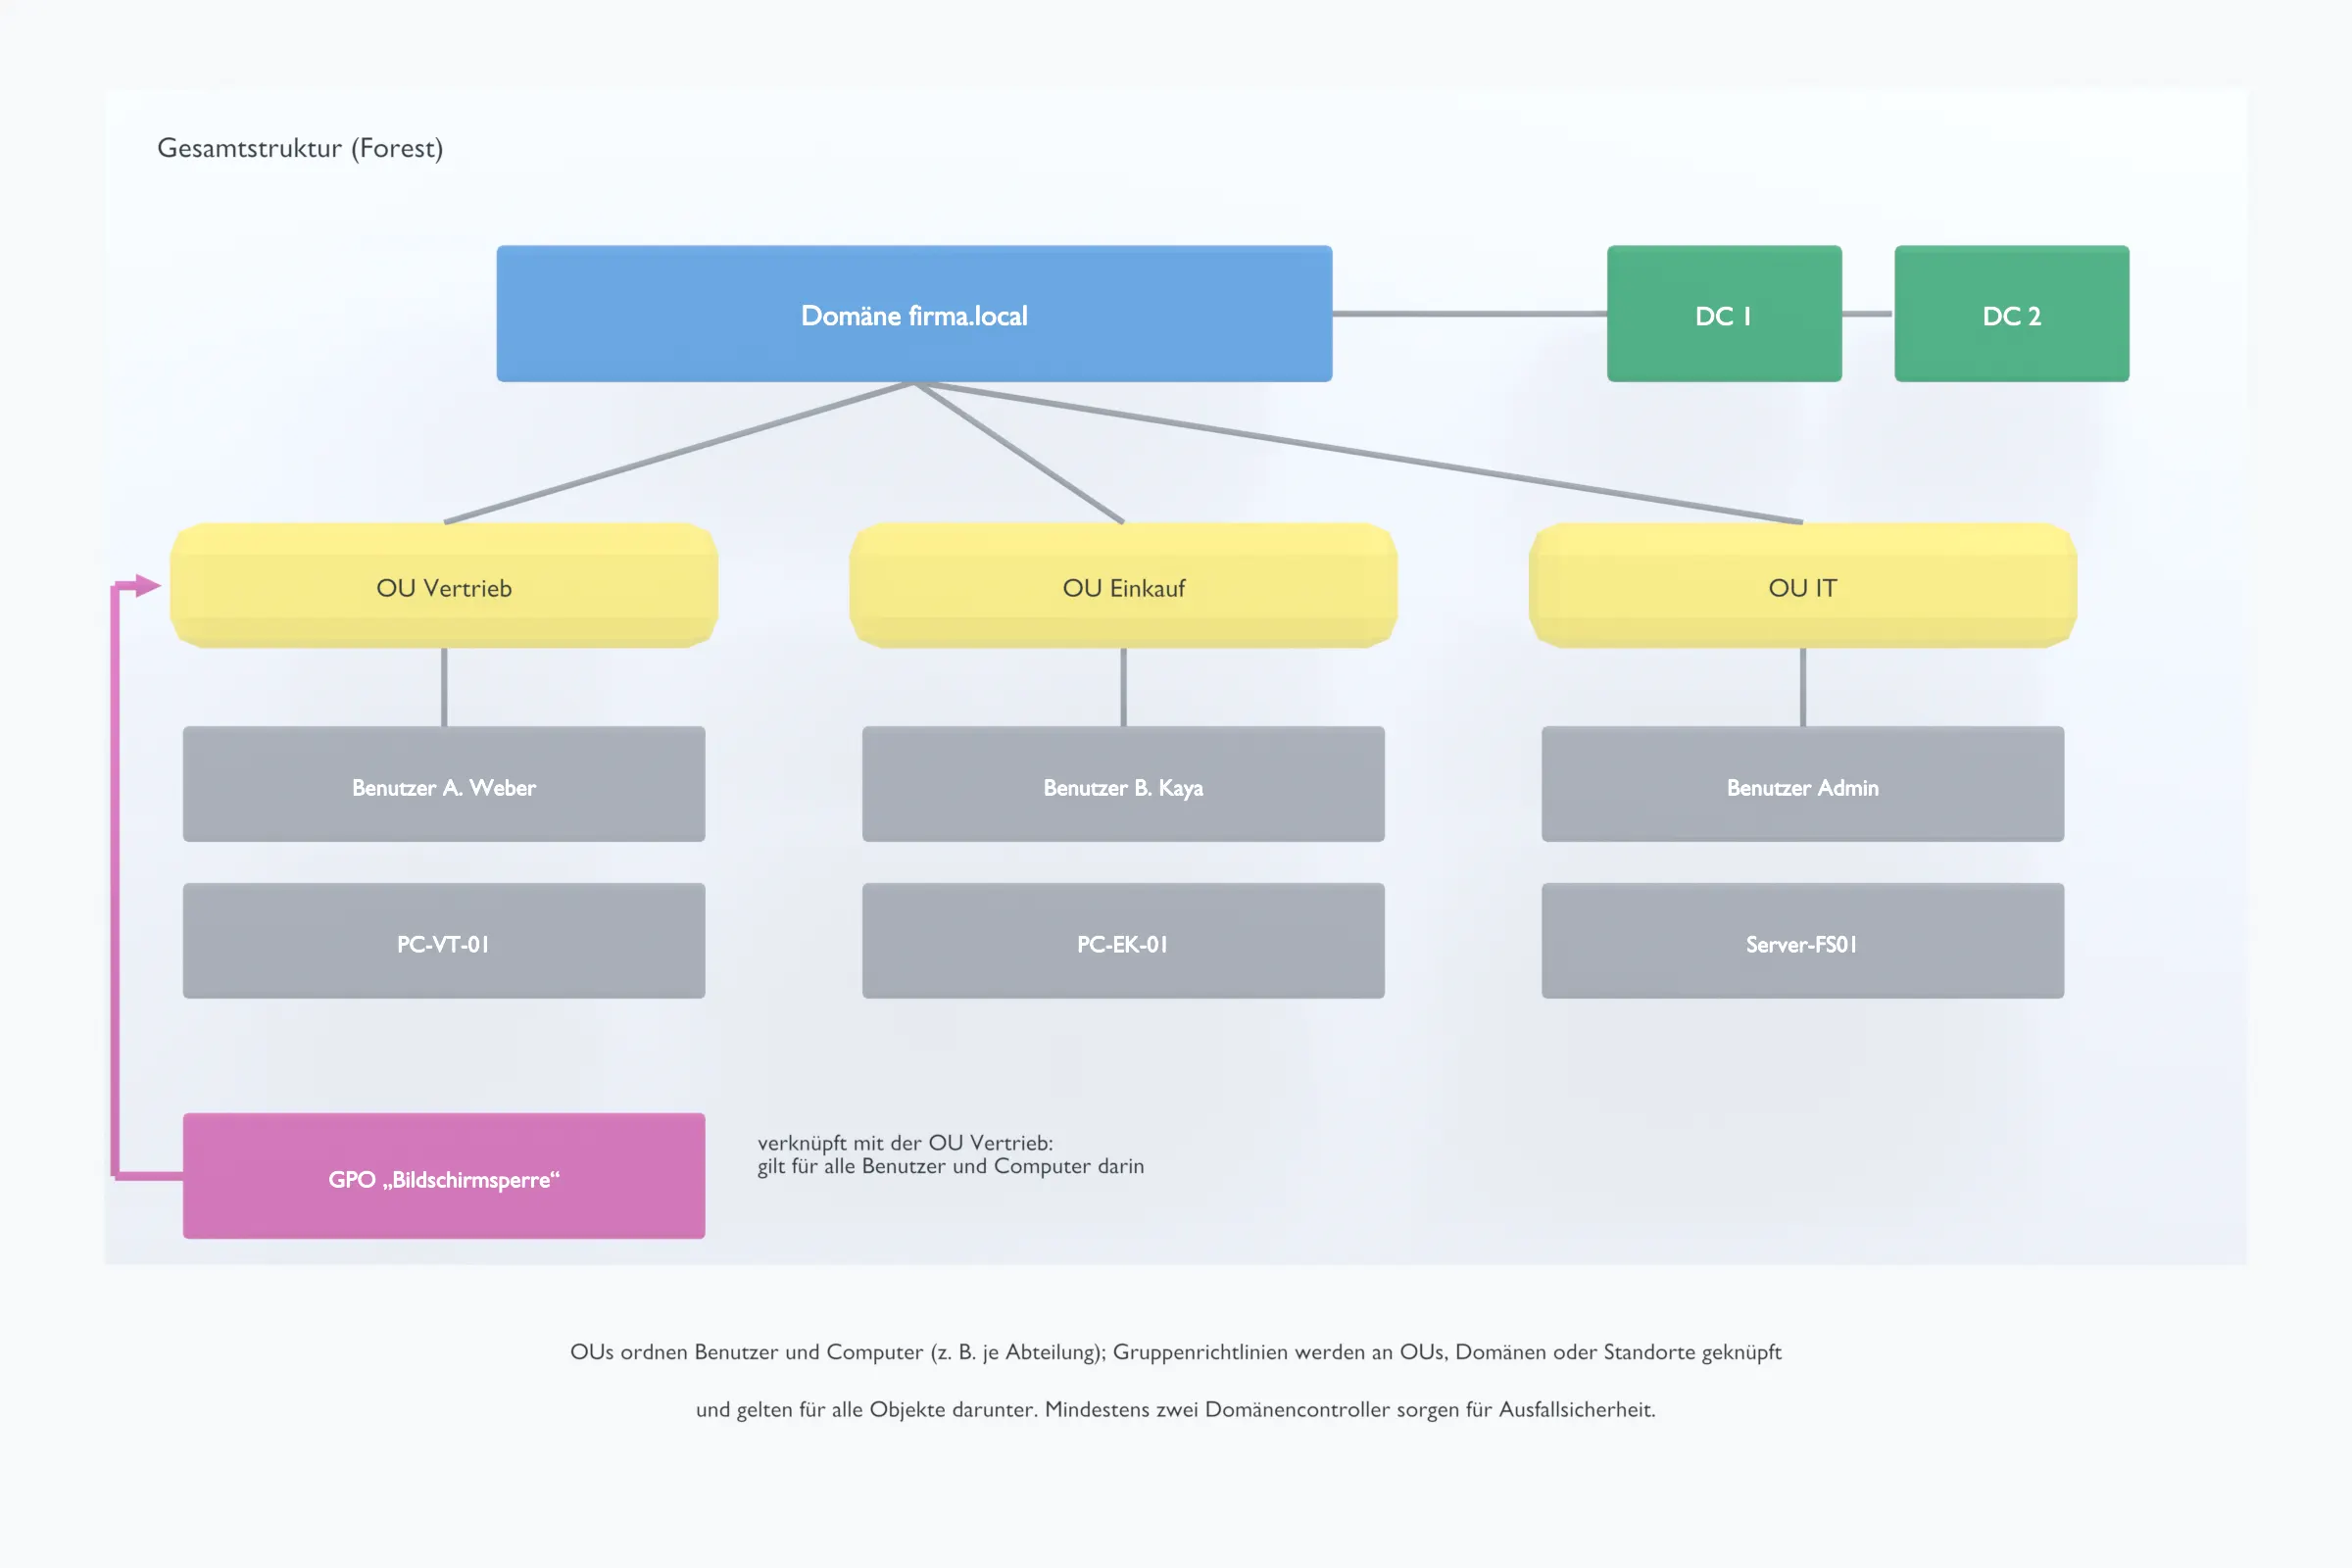 Gesamtstruktur (Forest)
Domäne firma.local
DC 1
DC 2
OU Vertrieb
OU Einkauf
OU IT
Benutzer A. Weber
Benutzer B. Kaya
Benutzer Admin
PC-VT-01
PC-EK-01
Server-FS01
GPO „Bildschirmsperre“
verknüpft mit der OU Vertrieb:
gilt für alle Benutzer und Computer darin
OUs ordnen Benutzer und Computer (z. B. je Abteilung); Gruppenrichtlinien werden an OUs, Domänen oder Standorte geknüpft
und gelten für alle Objekte darunter. Mindestens zwei Domänencontroller sorgen für Ausfallsicherheit.